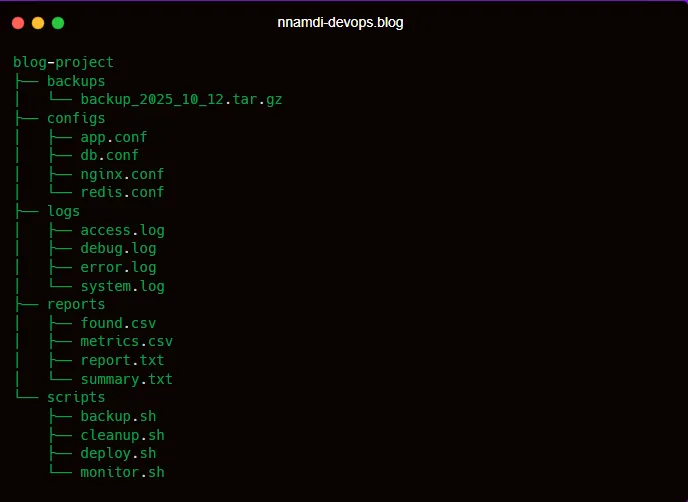 nnamdi-devops.blog
blog-project
├── backups
│   └── backup_2025_10_12.tar.gz
├── configs
│   ├── app.conf
│   ├── db.conf
│   ├── nginx.conf
│   └── redis.conf
├── logs
│   ├── access.log
│   ├── debug.log
│   ├── error.log
│   └── system.log
├── reports
│   ├── found.csv
│   ├── metrics.csv
│   ├── report.txt
│   └── summary.txt
└── scripts
    ├── backup.sh
    ├── cleanup.sh
    ├── deploy.sh
    └── monitor.sh